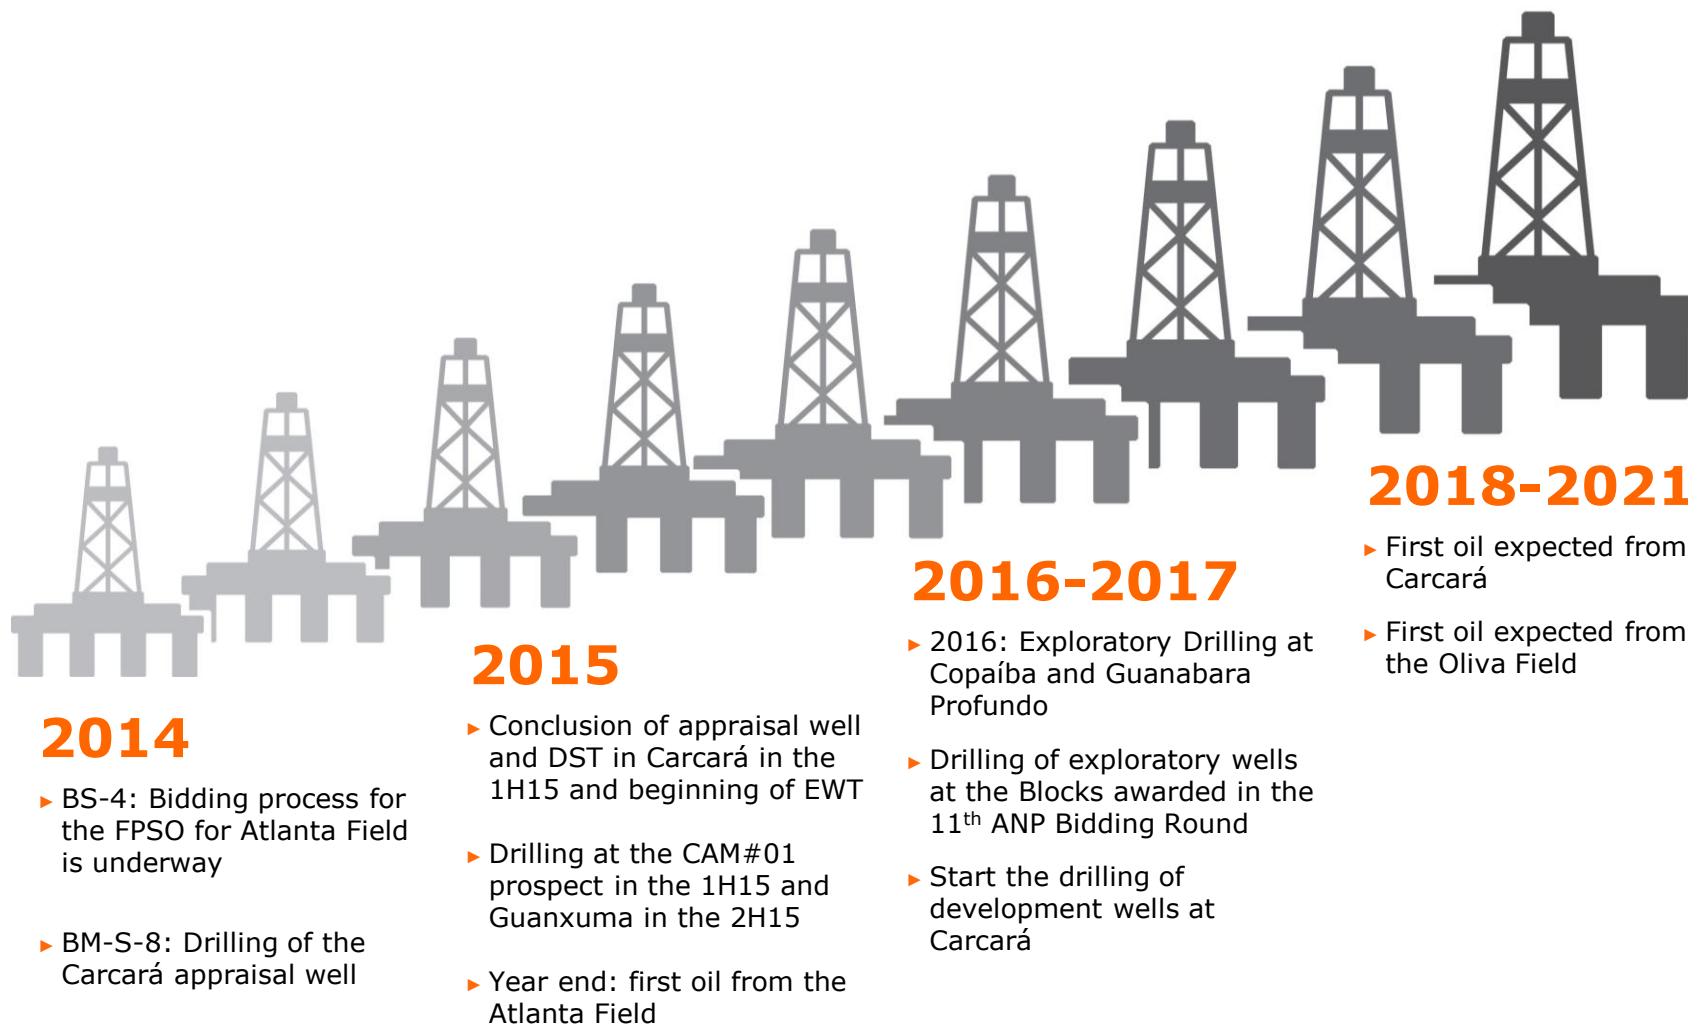 2014
► BS-4: Bidding process for
the FPSO for Atlanta Field
is underway
► BM-S-8: Drilling of the
Carcará appraisal well
2015
► Conclusion of appraisal well
and DST in Carcará in the
1H15 and beginning of EWT
► Drilling at the CAM#01
prospect in the 1H15 and
Guanxuma in the 2H15
► Year end: first oil from the
Atlanta Field
2016-2017
► 2016: Exploratory Drilling at
Copaíba and Guanabara
Profundo
► Drilling of exploratory wells
at the Blocks awarded in the
11th ANP Bidding Round
► Start the drilling of
development wells at
Carcará
2018-2021
► First oil expected from
Carcará
► First oil expected from
the Oliva Field